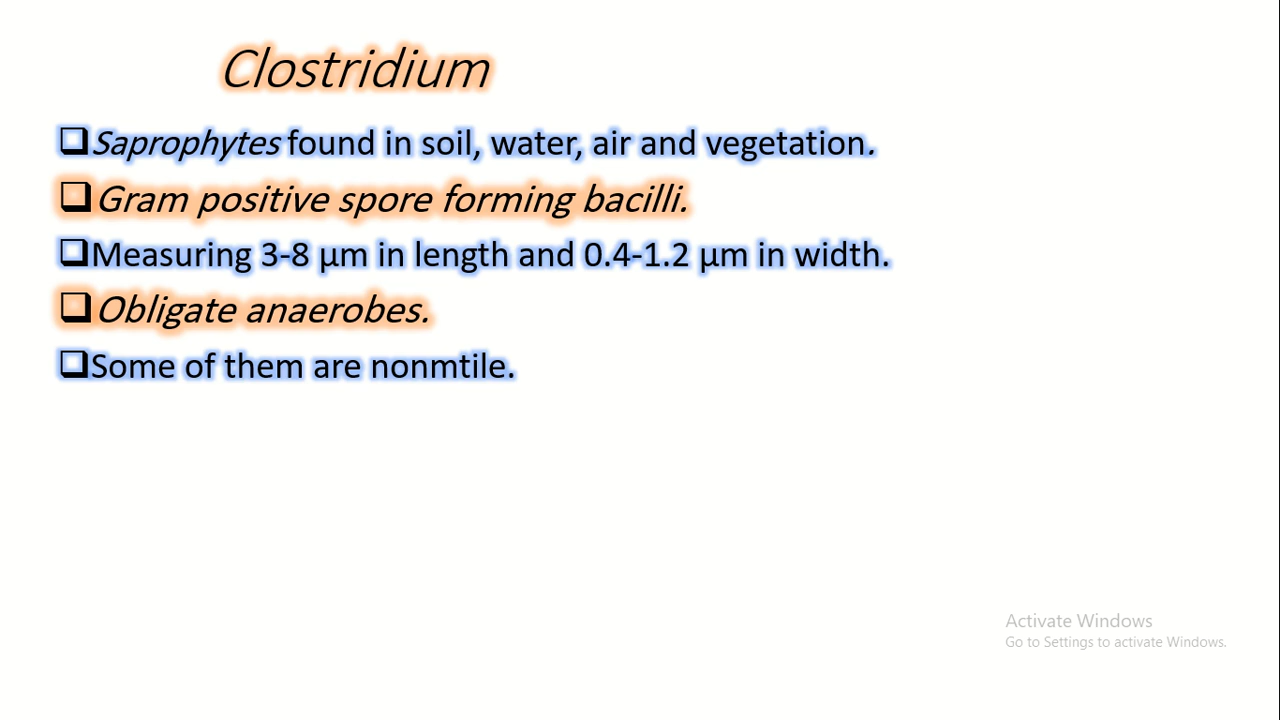 Clostridium
❑Saprophytes found in soil, water, air and vegetation.
❑Gram positive spore forming bacilli.
❑Measuring 3-8 µm in length and 0.4-1.2 µm in width.
❑Obligate anaerobes.
❑Some of them are nonmtile.
Activate Windows
Go to Settings to activate Windows.